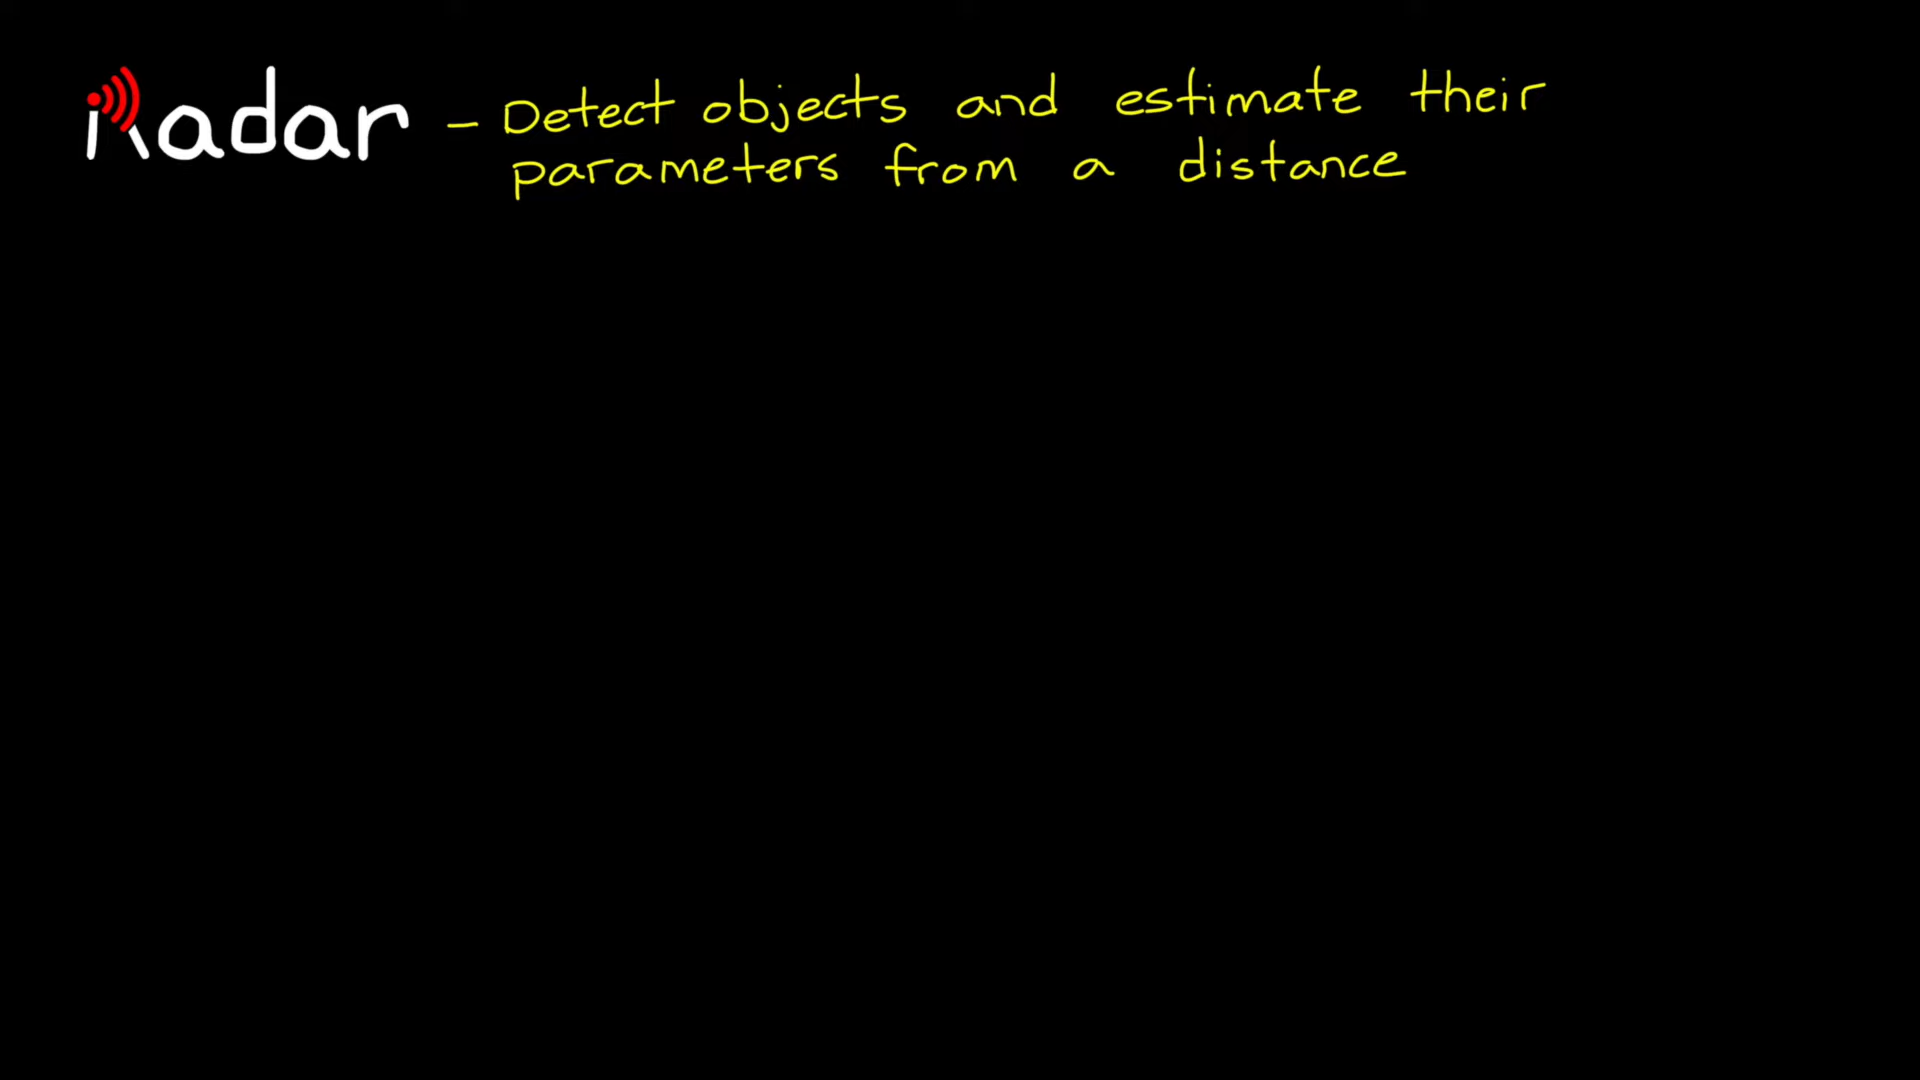 Radar - Detect objects and estimate their
parameters from a distance